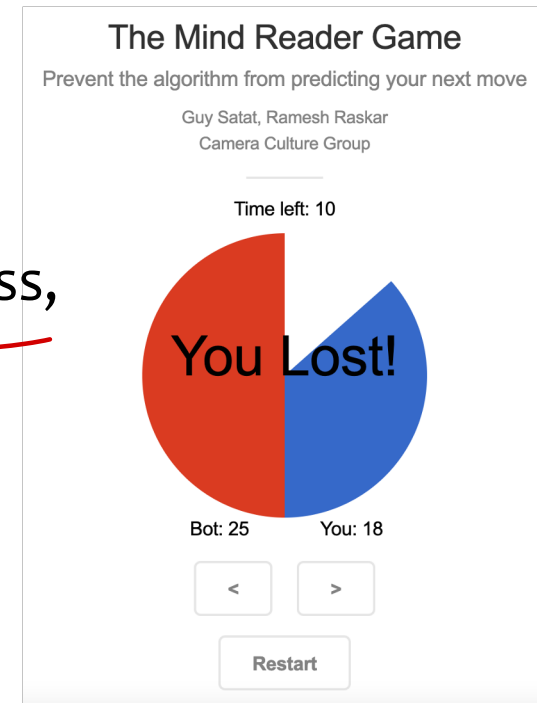 The Mind Reader Game
Prevent the algorithm from predicting your next move
Guy Satat, Ramesh Raskar
Camera Culture Group
Time left: 10
ss,
You Lost!
Bot: 25 You: 18
< >
Restart